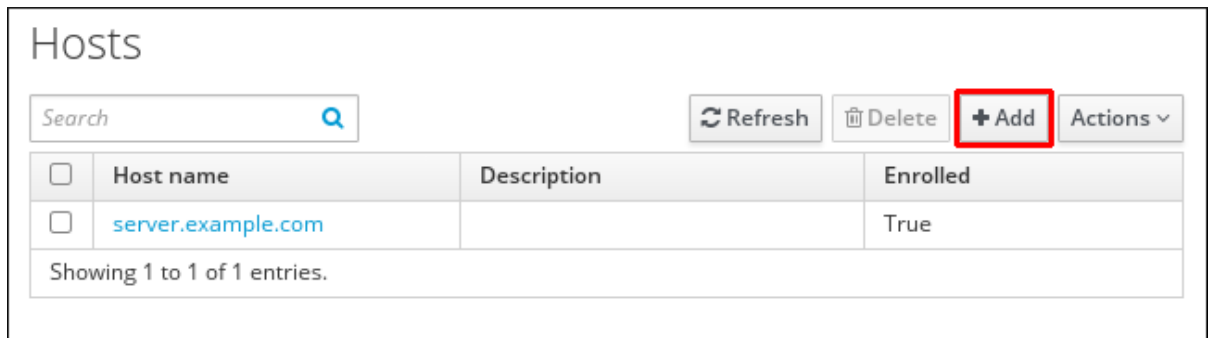 Hosts
Search Refresh Delete Add Actions
Host name Description Enrolled
server.example.com True
Showing 1 to 1 of 1 entries.